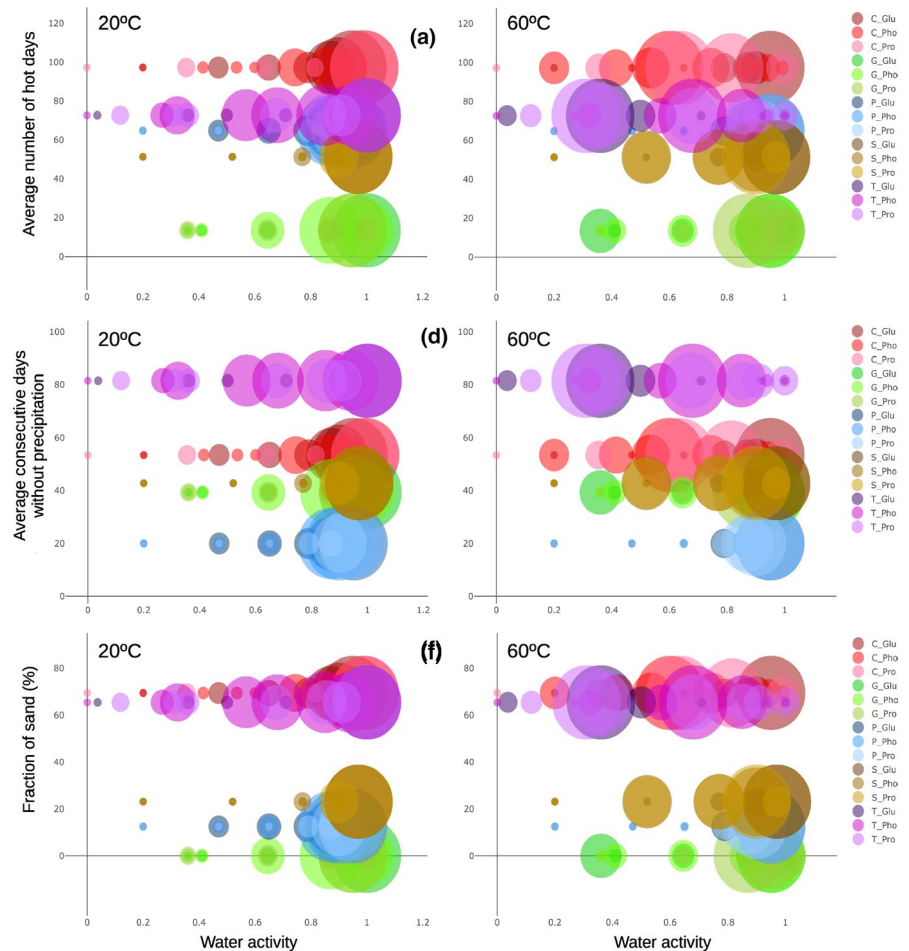 20ºC
(a)
60ºC
Average number of hot days
120
100
80
60
40
20
0
0
0.2
0.4
0.6
0.8
1
1.2
120
100
80
60
40
20
0
0
0.2
0.4
0.6
0.8
1
C_Glu
C_Pho
C_Pro
G_Glu
G_Pho
G_Pro
P_Glu
P_Pho
P_Pro
S_Glu
S_Pho
S_Pro
T_Glu
T_Pho
T_Pro
20ºC
(d)
60ºC
Average consecutive days
without precipitation
100
80
60
40
20
0
0
0.2
0.4
0.6
0.8
1
1.2
100
80
60
40
20
0
0
0.2
0.4
0.6
0.8
1
C_Glu
C_Pho
C_Pro
G_Glu
G_Pho
G_Pro
P_Glu
P_Pho
P_Pro
S_Glu
S_Pho
S_Pro
T_Glu
T_Pho
T_Pro
20ºC
(f)
60ºC
Fraction of sand (%)
80
60
40
20
0
0
0.2
0.4
0.6
0.8
1
1.2
80
60
40
20
0
0
0.2
0.4
0.6
0.8
1
C_Glu
C_Pho
C_Pro
G_Glu
G_Pho
G_Pro
P_Glu
P_Pho
P_Pro
S_Glu
S_Pho
S_Pro
T_Glu
T_Pho
T_Pro
Water activity
Water activity